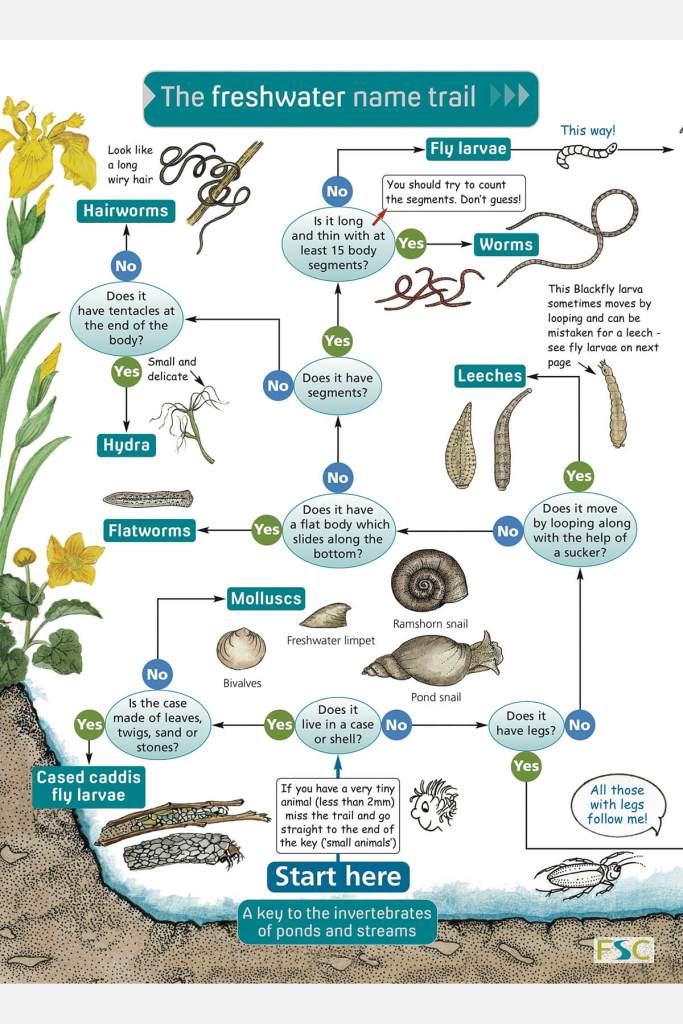 The freshwater name trail
This way!
Fly larvae
Look like
a long
wiry hair
Hairworms
No
You should try to count
the segments. Don't guess!
Is it long
and thin with at
least 15 body
segments?
Yes
Worms
No
Does it
have tentacles at
the end of the
body?
This Blackfly larva
sometimes moves by
looping and can be
mistaken for a leech -
see fly larvae on next
page
Yes
Small and
delicate
No
Does it have
segments?
Yes
Leeches
Hydra
No
Yes
Flatworms
Yes
Does it have
a flat body which
slides along the
bottom?
No
Does it move
by looping along
with the help of
a sucker?
Molluscs
Ramshorn snail
Freshwater limpet
Bivalves
Pond snail
No
Is the case
made of leaves,
twigs, sand or
stones?
Yes
Yes
Does it
live in a case
or shell?
No
Does it
have legs?
No
Yes
Cased caddis
fly larvae
If you have a very tiny
animal (less than 2mm)
miss the trail and go
straight to the end of
the key ('small animals')
All those
with legs
follow me!
Start here
A key to the invertebrates
of ponds and streams
FSC